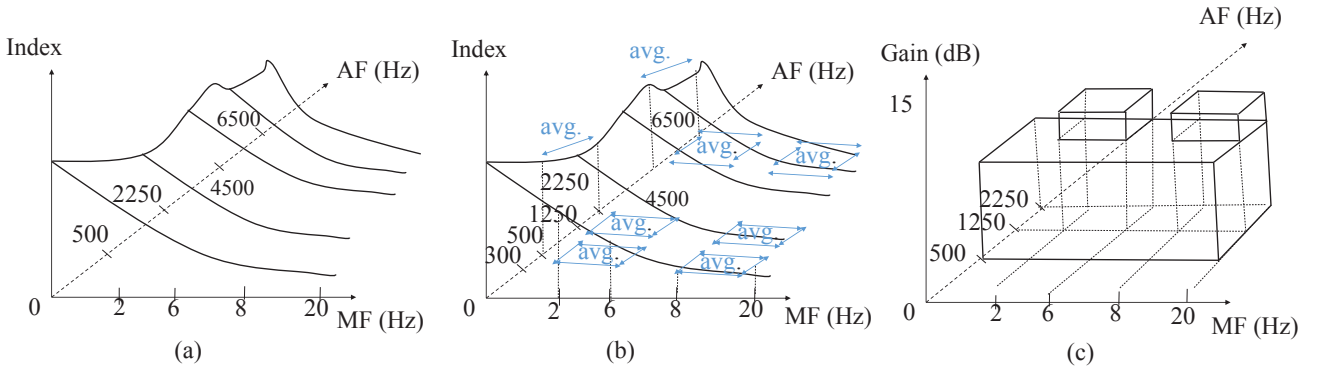 Index
AF (Hz)
6500
4500
2250
500
0
2
6
8
20
MF (Hz)
(a)
Index
avg.
AF (Hz)
avg.
6500
avg.
avg.
2250
4500
1250
500
300
avg.
avg.
avg.
avg.
0
2
6
8
20
MF (Hz)
(b)
AF (Hz)
Gain (dB)
15
2250
1250
500
0
2
6
8
20
MF (Hz)
(c)